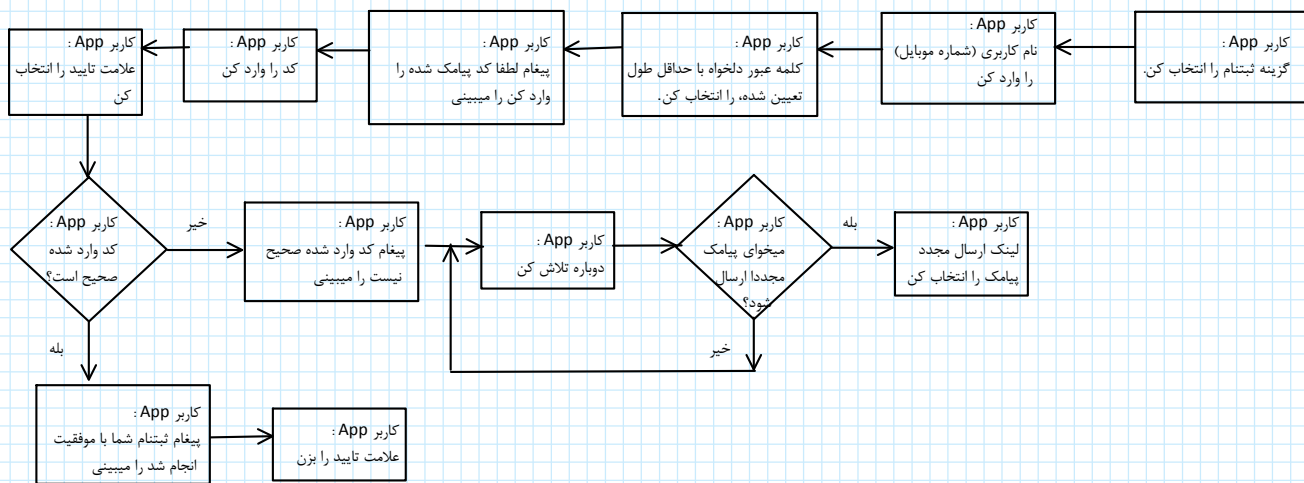 کاربر App :
گزینه ثبتنام را انتخاب کن.
کاربر App :
نام کاربری (شماره موبایل)
را وارد کن
کاربر App :
کلمه عبور دلخواه با حداقل طول
تعیین شده، را انتخاب کن.
کاربر App :
پیغام لطفا کد پیامک شده را
وارد کن را میبینی
کاربر App :
کد را وارد کن
کاربر App :
علامت تایید را انتخاب
کن
کاربر App :
کد وارد شده
صحیح است؟
خیر
کاربر App :
پیغام کد وارد شده صحیح
نیست را میبینی
کاربر App :
دوباره تلاش کن
کاربر App :
میخوای پیامک
مجددا ارسال
شود؟
بله
کاربر App :
لینک ارسال مجدد
پیامک را انتخاب کن
خیر
بله
کاربر App :
پیغام ثبتنام شما با موفقیت
انجام شد را میبینی
کاربر App :
علامت تایید را بزن